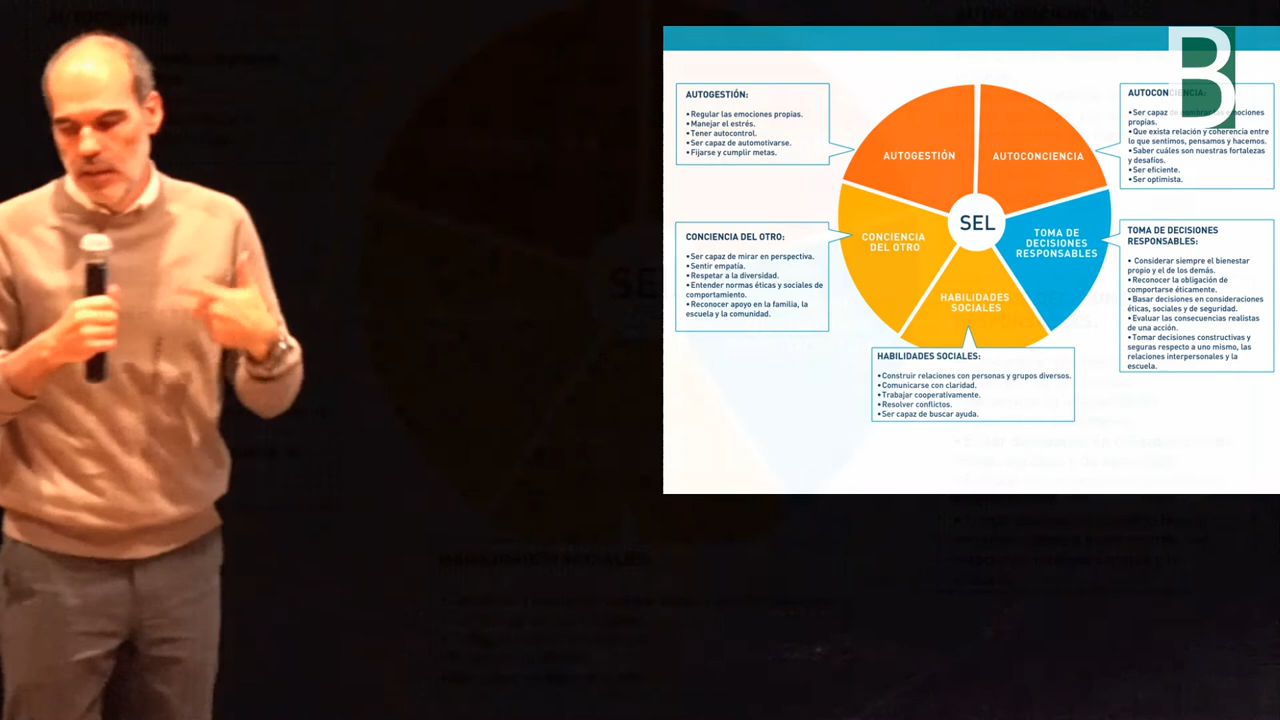 B
AUTOGESTIÓN:
• Regular las emociones propias.
• Manejar el estrés.
• Tener autocontrol.
• Ser capaz de automotivarse.
• Fijarse y cumplir metas.
CONCIENCIA DEL OTRO:
• Ser capaz de mirar en perspectiva.
• Sentir empatía.
• Respetar a la diversidad.
• Entender normas éticas y sociales de
comportamiento.
• Reconocer apoyo en la familia, la
escuela y la comunidad.
AUTOGESTIÓN
AUTOCONCIENCIA
SEL
CONCIENCIA
DEL OTRO
TOMA DE
DECISIONES
RESPONSABLES
HABILIDADES
SOCIALES
HABILIDADES SOCIALES:
• Construir relaciones con personas y grupos diversos.
• Comunicarse con claridad.
• Trabajar cooperativamente.
• Resolver conflictos.
• Ser capaz de buscar ayuda.
AUTOCONCIENCIA:
• Ser capaz de nombrar las emociones
propias.
• Que exista relación y coherencia entre
lo que sentimos, pensamos y hacemos.
• Saber cuáles son nuestras fortalezas
y desafíos.
• Ser eficiente.
• Ser optimista.
TOMA DE DECISIONES
RESPONSABLES:
• Considerar siempre el bienestar
propio y el de los demás.
• Reconocer la obligación de
comportarse éticamente.
• Basar decisiones en consideraciones
éticas, sociales y de seguridad.
• Evaluar las consecuencias realistas
de una acción.
• Tomar decisiones constructivas y
seguras respecto a uno mismo, las
relaciones interpersonales y la
escuela.